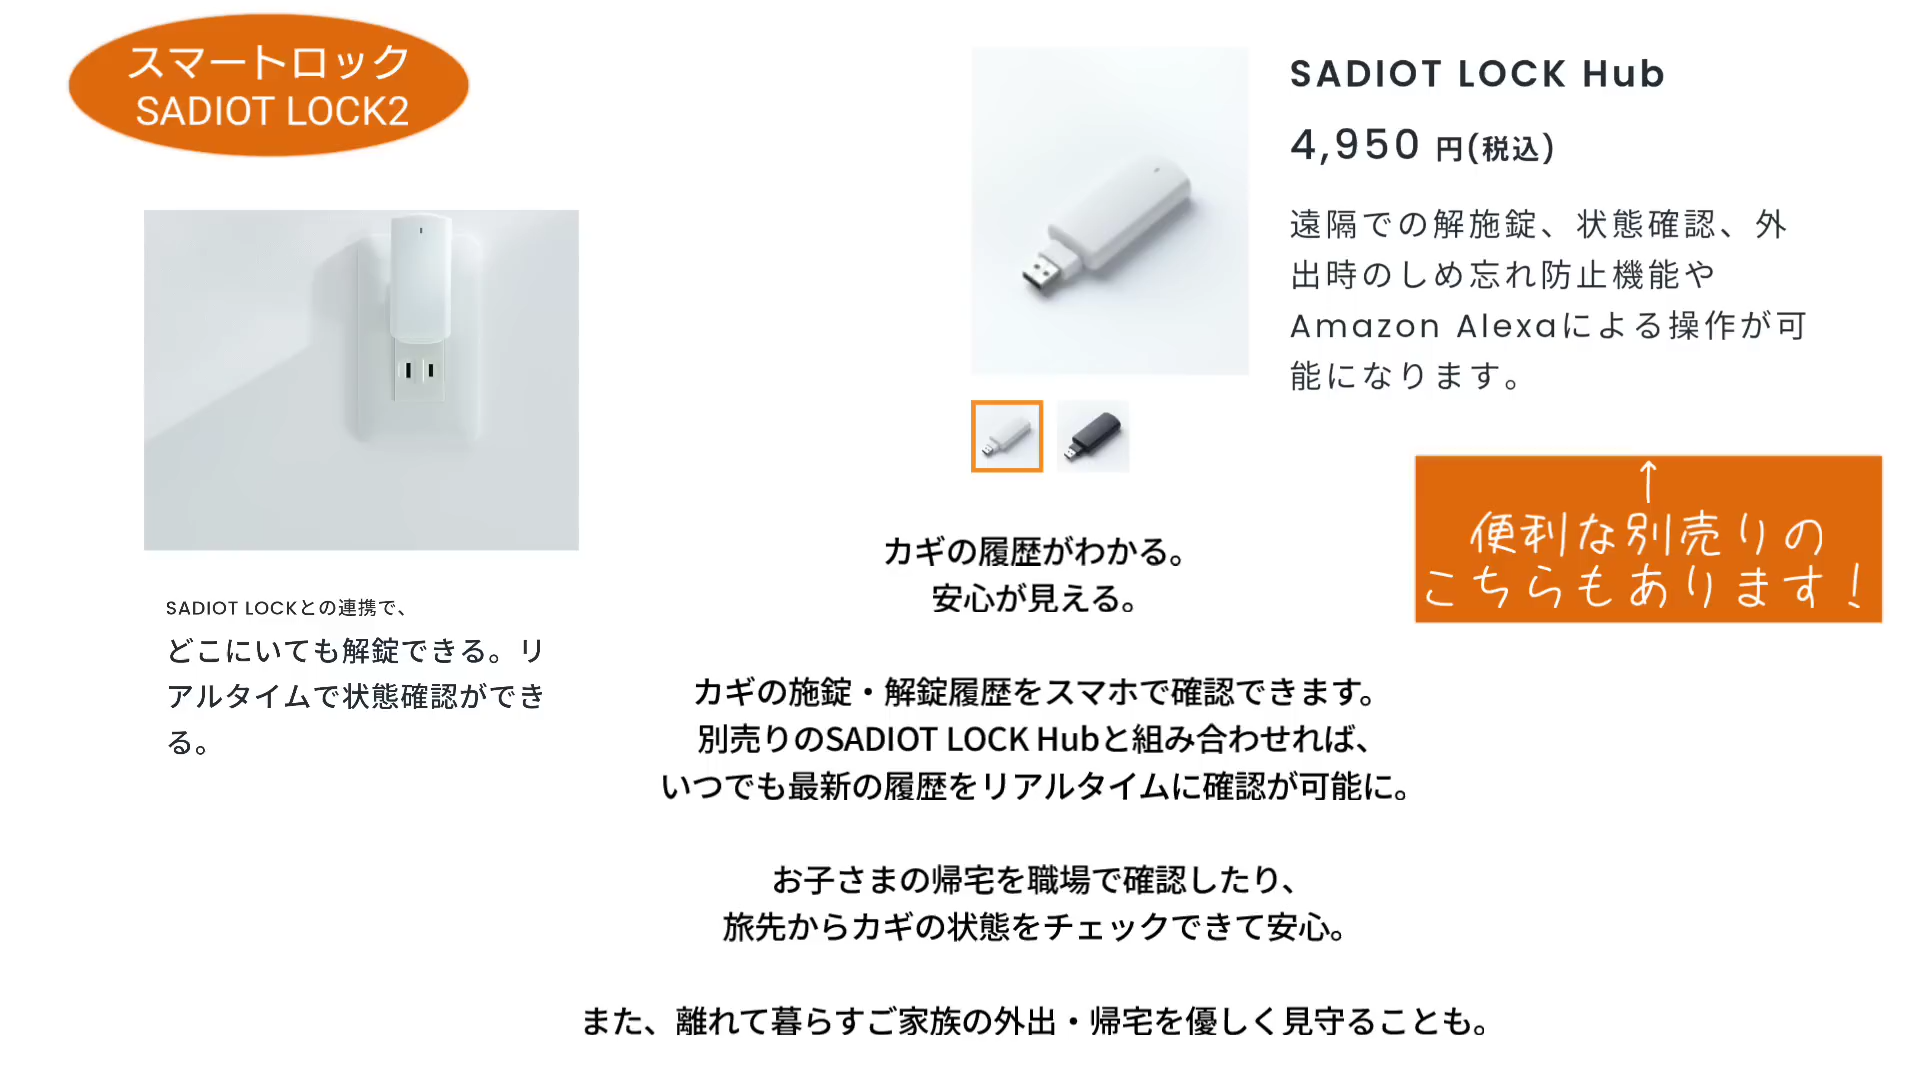 スマートロック
SADIOT LOCK2
SADIOT LOCK Hub
4,950 円(税込)
遠隔での解施錠、状態確認、外
出時のしめ忘れ防止機能や
Amazon Alexaによる操作が可
能になります。
↑
便利な別売りの
こちらもあります!
SADIOT LOCKとの連携で、
どこにいても解錠できる。リ
アルタイムで状態確認ができ
る。
カギの履歴がわかる。
安心が見える。
カギの施錠・解錠履歴をスマホで確認できます。
別売りのSADIOT LOCK Hubと組み合わせれば、
いつでも最新の履歴をリアルタイムに確認が可能に。
お子さまの帰宅を職場で確認したり、
旅先からカギの状態をチェックできて安心。
また、離れて暮らすご家族の外出・帰宅を優しく見守ることも。